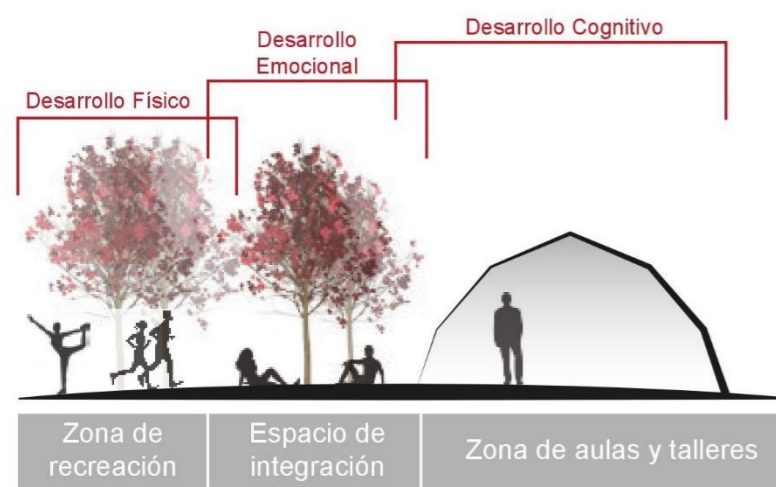 Desarrollo Físico
Desarrollo
Emocional
Desarrollo Cognitivo
Zona de
recreación
Espacio de
integración
Zona de aulas y talleres